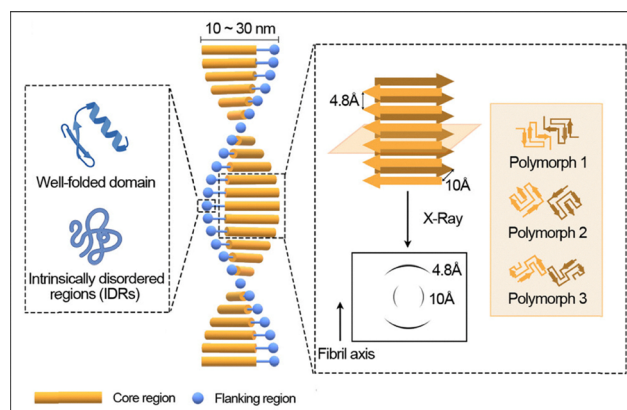 10 ~ 30 nm
Well-folded domain
Intrinsically disordered
regions (IDRs)
4.8Å
10Å
X-Ray
4.8Å
10Å
Fibril axis
Polymorph 1
Polymorph 2
Polymorph 3
Core region
Flanking region